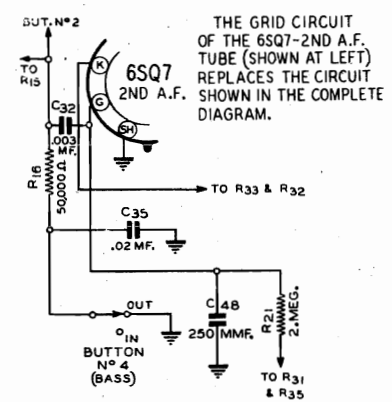 BUT. Nº2
THE GRID CIRCUIT
OF THE 6SQ7-2ND A.F.
TUBE (SHOWN AT LEFT)
REPLACES THE CIRCUIT
SHOWN IN THE COMPLETE
DIAGRAM.
TO
R15
K
6SQ7
2ND A.F.
G
SH
C32
.003
MF.
R16
50,000 Ω
TO R33 & R32
C35
.02 MF.
OUT
IN
BUTTON
Nº 4
(BASS)
C48
250 MMF.
R21
2. MEG.
TO R31
& R35